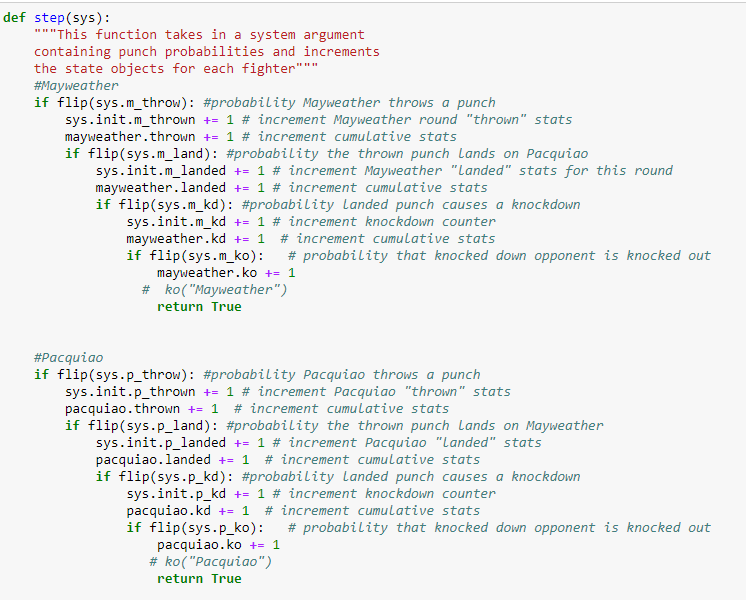 def step(sys):
    """This function takes in a system argument
    containing punch probabilities and increments
    the state objects for each fighter"""
    #Mayweather
    if flip(sys.m_throw): #probability Mayweather throws a punch
        sys.init.m_thrown += 1 # increment Mayweather round "thrown" stats
        mayweather.thrown += 1 # increment cumulative stats
        if flip(sys.m_land): #probability the thrown punch lands on Pacquiao
            sys.init.m_landed += 1 # increment Mayweather "landed" stats for this round
            mayweather.landed += 1 # increment cumulative stats
            if flip(sys.m_kd): #probability landed punch causes a knockdown
                sys.init.m_kd += 1 # increment knockdown counter
                mayweather.kd += 1  # increment cumulative stats
                if flip(sys.m_ko):   # probability that knocked down opponent is knocked out
                    mayweather.ko += 1
                  #  ko("Mayweather")
                    return True
    #Pacquiao
    if flip(sys.p_throw): #probability Pacquiao throws a punch
        sys.init.p_thrown += 1 # increment Pacquiao "thrown" stats
        pacquiao.thrown += 1  # increment cumulative stats
        if flip(sys.p_land): #probability the thrown punch lands on Mayweather
            sys.init.p_landed += 1 # increment Pacquiao "landed" stats
            pacquiao.landed += 1  # increment cumulative stats
            if flip(sys.p_kd): #probability landed punch causes a knockdown
                sys.init.p_kd += 1 # increment knockdown counter
                pacquiao.kd += 1  # increment cumulative stats
                if flip(sys.p_ko):   # probability that knocked down opponent is knocked out
                    pacquiao.ko += 1
                   # ko("Pacquiao")
                    return True